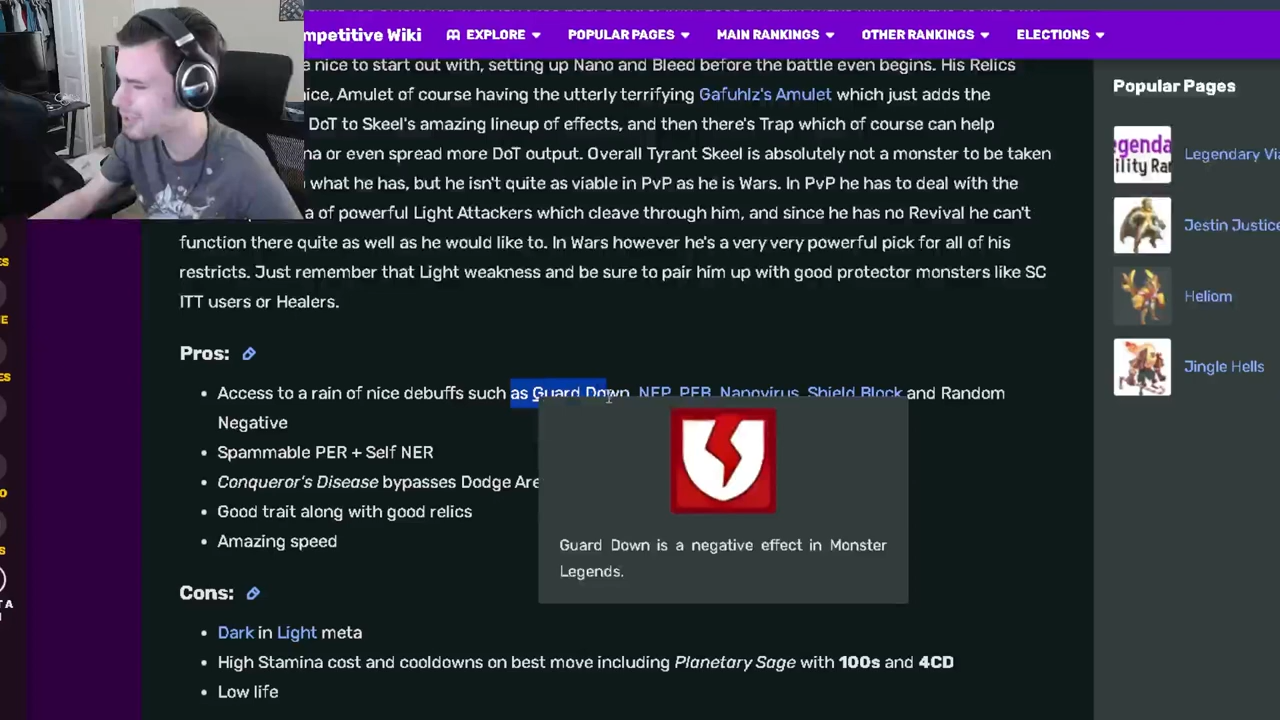 mpetitive Wiki
EXPLORE
POPULAR PAGES
MAIN RANKINGS
OTHER RANKINGS
ELECTIONS
e nice to start out with, setting up Nano and Bleed before the battle even begins. His Relics
ice, Amulet of course having the utterly terrifying Gafuhlz's Amulet which just adds the
DoT to Skeel's amazing lineup of effects, and then there's Trap which of course can help
na or even spread more DoT output. Overall Tyrant Skeel is absolutely not a monster to be taken
what he has, but he isn't quite as viable in PvP as he is Wars. In PvP he has to deal with the
a of powerful Light Attackers which cleave through him, and since he has no Revival he can't
function there quite as well as he would like to. In Wars however he's a very very powerful pick for all of his
restricts. Just remember that Light weakness and be sure to pair him up with good protector monsters like SC
ITT users or Healers.
Pros:
Access to a rain of nice debuffs such as Guard Down, NER, PER, Nanovirus, Shield Block and Random
Negative
Spammable PER + Self NER
Conqueror's Disease bypasses Dodge Are
Good trait along with good relics
Amazing speed
Guard Down is a negative effect in Monster
Legends.
Cons:
Dark in Light meta
High Stamina cost and cooldowns on best move including Planetary Sage with 100s and 4CD
Low life
Popular Pages
Legendary Via
Jestin Justice
Heliom
Jingle Hells